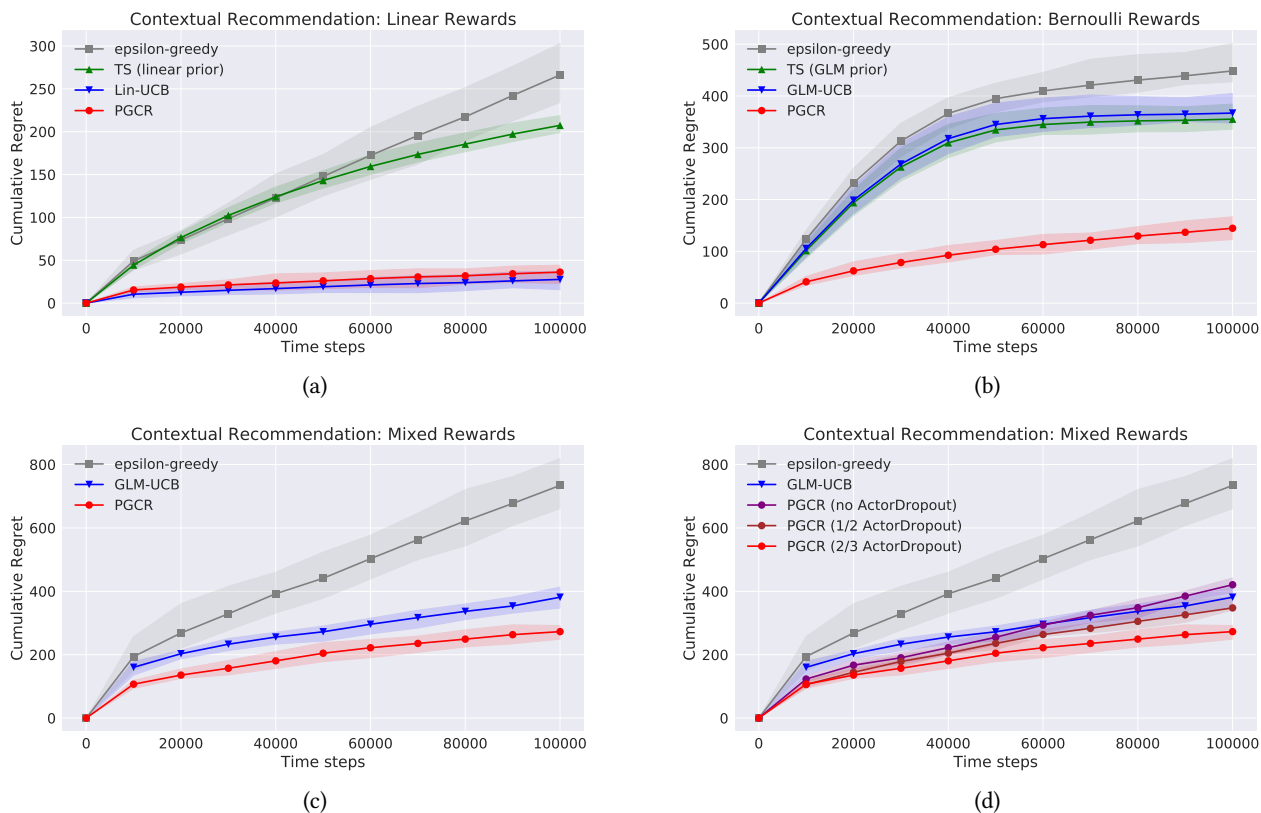 Contextual Recommendation: Linear Rewards
300
250
200
150
100
50
0
Cumulative Regret
epsilon-greedy
TS (linear prior)
Lin-UCB
PGCR
0 20000 40000 60000 80000 100000
Time steps
(a)
Contextual Recommendation: Bernoulli Rewards
500
400
300
200
100
0
Cumulative Regret
epsilon-greedy
TS (GLM prior)
GLM-UCB
PGCR
0 20000 40000 60000 80000 100000
Time steps
(b)
Contextual Recommendation: Mixed Rewards
800
600
400
200
0
Cumulative Regret
epsilon-greedy
GLM-UCB
PGCR
0 20000 40000 60000 80000 100000
Time steps
(c)
Contextual Recommendation: Mixed Rewards
800
600
400
200
0
Cumulative Regret
epsilon-greedy
GLM-UCB
PGCR (no ActorDropout)
PGCR (1/2 ActorDropout)
PGCR (2/3 ActorDropout)
0 20000 40000 60000 80000 100000
Time steps
(d)